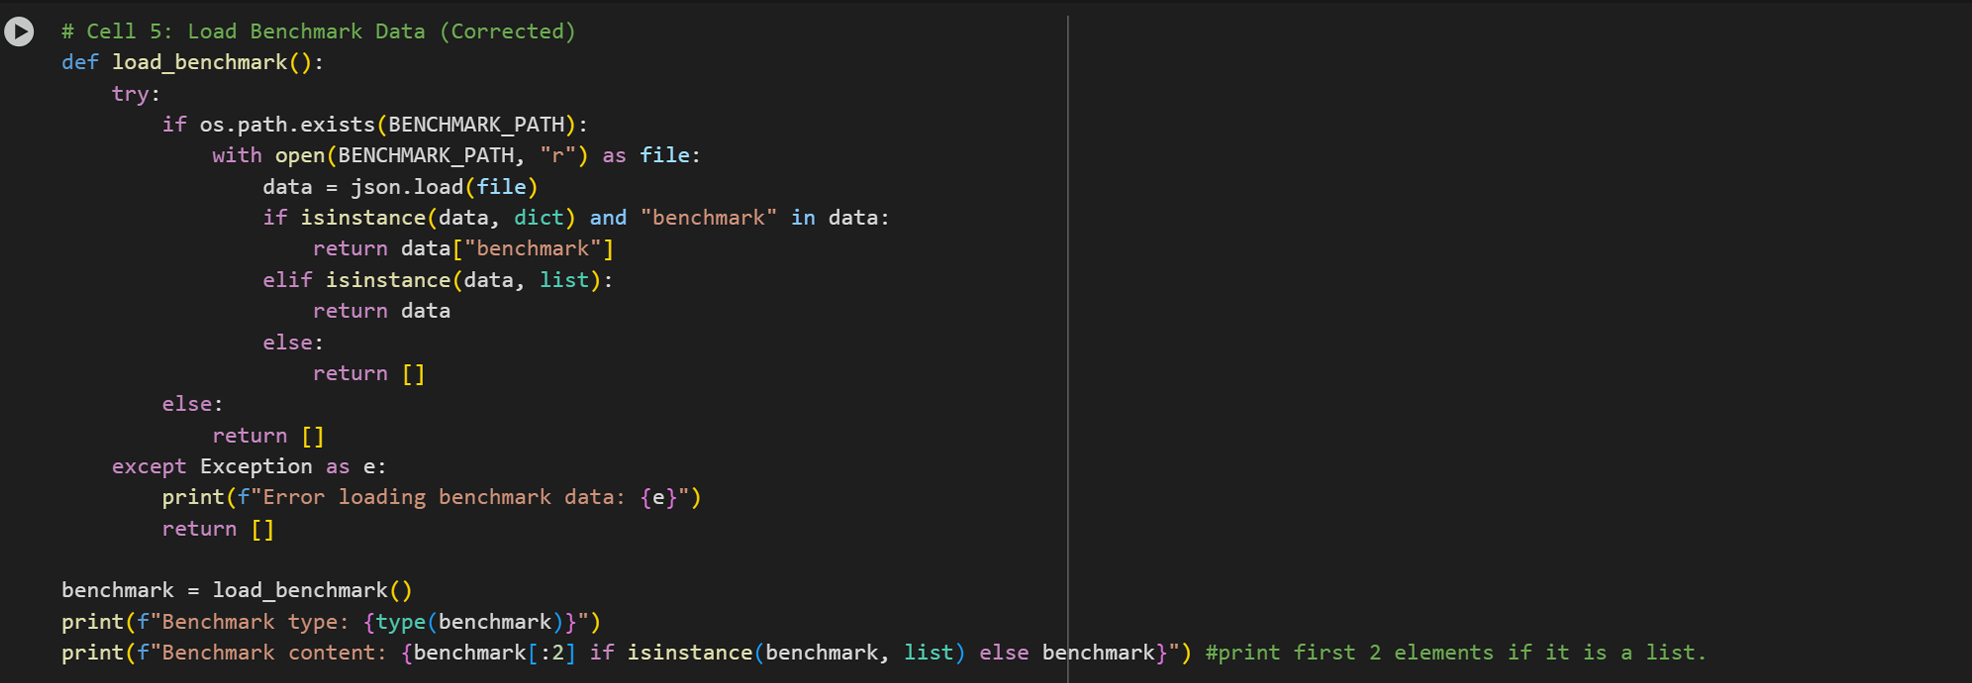 # Cell 5: Load Benchmark Data (Corrected)
def load_benchmark():
    try:
        if os.path.exists(BENCHMARK_PATH):
            with open(BENCHMARK_PATH, "r") as file:
                data = json.load(file)
                if isinstance(data, dict) and "benchmark" in data:
                    return data["benchmark"]
                elif isinstance(data, list):
                    return data
                else:
                    return []
        else:
            return []
    except Exception as e:
        print(f"Error loading benchmark data: {e}")
        return []

benchmark = load_benchmark()
print(f"Benchmark type: {type(benchmark)}")
print(f"Benchmark content: {benchmark[:2] if isinstance(benchmark, list) else benchmark}") #print first 2 elements if it is a list.